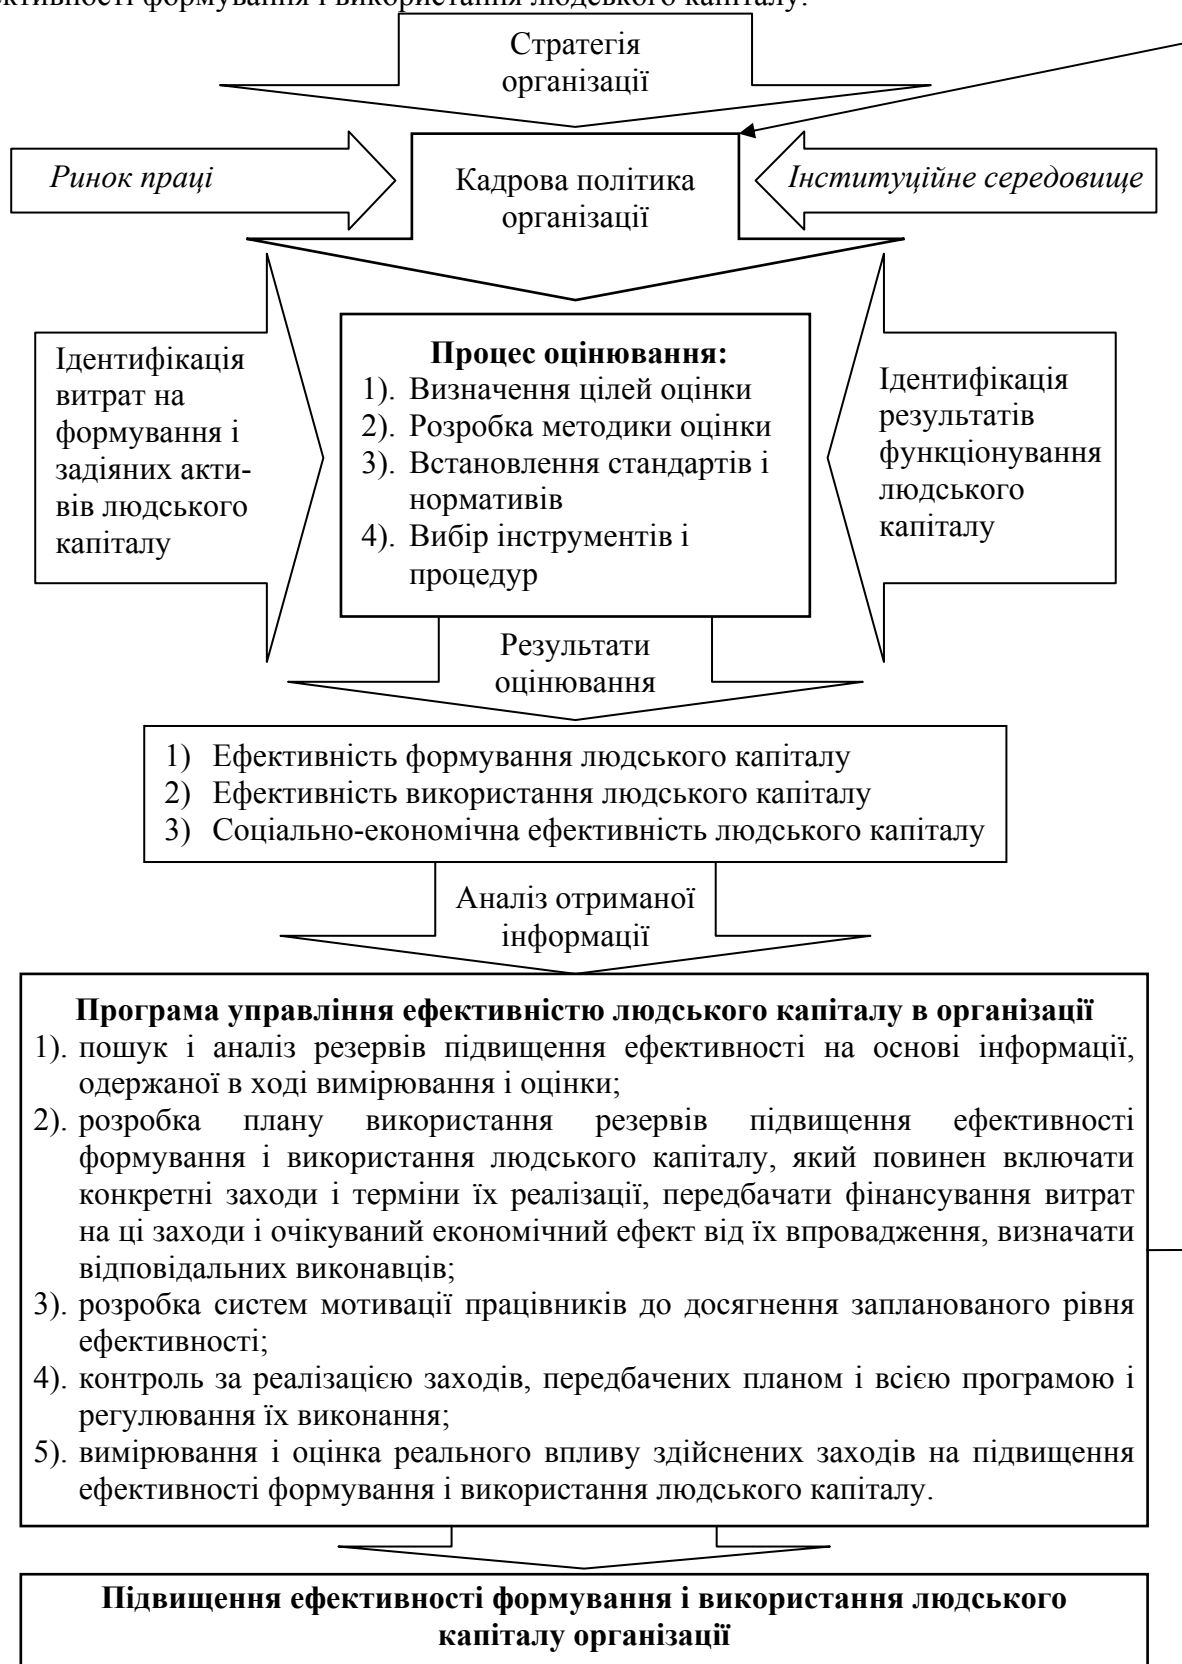 ективності формування і використання людського капіталу.
Стратегія
організації
Ринок праці
Кадрова політика
організації
Інституційне середовище
Ідентифікація
витрат на
формування і
задіяних акти-
вів людського
капіталу
Процес оцінювання:
1). Визначення цілей оцінки
2). Розробка методики оцінки
3). Встановлення стандартів і
нормативів
4). Вибір інструментів і
процедур
Ідентифікація
результатів
функціонування
людського
капіталу
Результати
оцінювання
1) Ефективність формування людського капіталу
2) Ефективність використання людського капіталу
3) Соціально-економічна ефективність людського капіталу
Аналіз отриманої
інформації
Програма управління ефективністю людського капіталу в організації
1). пошук і аналіз резервів підвищення ефективності на основі інформації,
одержаної в ході вимірювання і оцінки;
2). розробка плану використання резервів підвищення ефективності
формування і використання людського капіталу, який повинен включати
конкретні заходи і терміни їх реалізації, передбачати фінансування витрат
на ці заходи і очікуваний економічний ефект від їх впровадження, визначати
відповідальних виконавців;
3). розробка систем мотивації працівників до досягнення запланованого рівня
ефективності;
4). контроль за реалізацією заходів, передбачених планом і всією програмою і
регулювання їх виконання;
5). вимірювання і оцінка реального впливу здійснених заходів на підвищення
ефективності формування і використання людського капіталу.
Підвищення ефективності формування і використання людського
капіталу організації